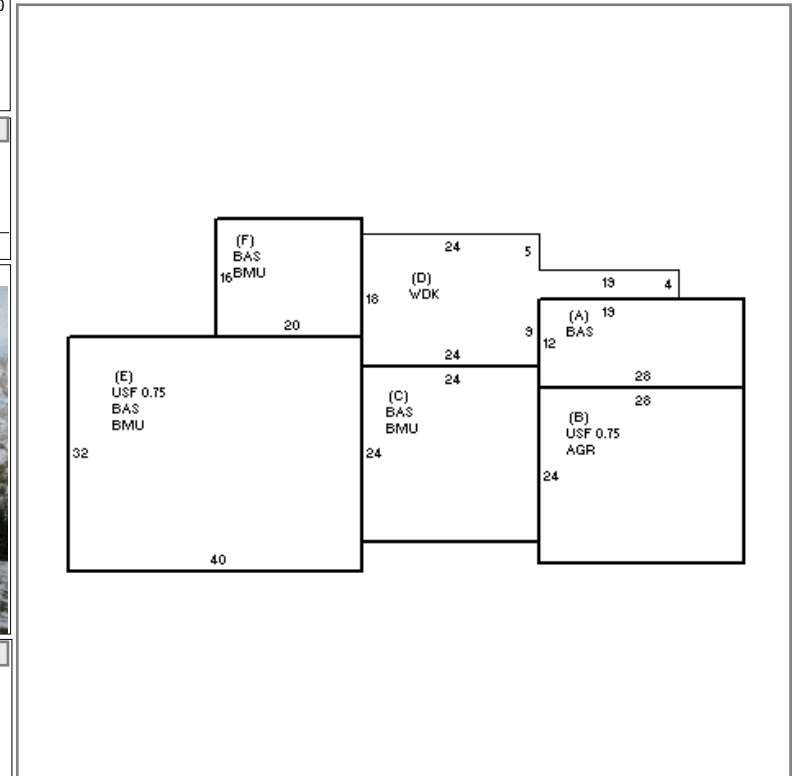 (F)
BAS
BMU
16
20
24
5
(D)
WDK
18
19
4
9
24
(A)
BAS
19
12
28
(E)
USF 0.75
BAS
BMU
32
40
24
(C)
BAS
BMU
24
28
(B)
USF 0.75
AGR
24